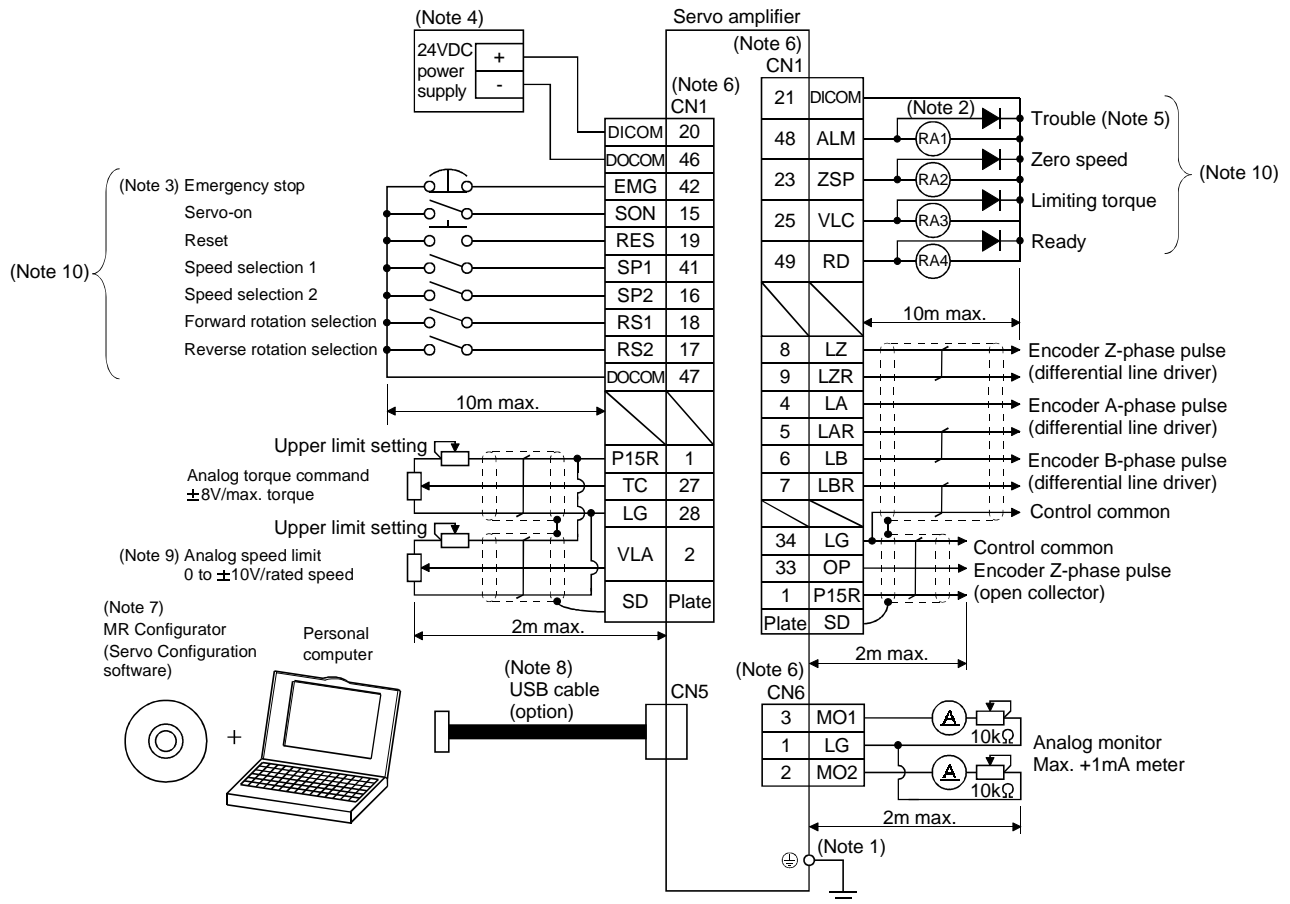 (Note 4)
24VDC
power
supply
+
-
Servo amplifier
(Note 6)
CN1
DICOM 20
DOCOM 46
EMG 42
SON 15
RES 19
SP1 41
SP2 16
RS1 18
RS2 17
DOCOM 47
P15R 1
TC 27
LG 28
VLA 2
SD Plate
(Note 10)
(Note 3) Emergency stop
Servo-on
Reset
Speed selection 1
Speed selection 2
Forward rotation selection
Reverse rotation selection
10m max.
Upper limit setting
Analog torque command
±8V/max. torque
Upper limit setting
(Note 9) Analog speed limit
0 to ±10V/rated speed
2m max.
(Note 7)
MR Configurator
(Servo Configuration
software)
+
Personal
computer
(Note 8)
USB cable
(option)
CN5
(Note 6)
CN1
21 DICOM
48 ALM
23 ZSP
25 VLC
49 RD
8 LZ
9 LZR
4 LA
5 LAR
6 LB
7 LBR
34 LG
33 OP
1 P15R
Plate SD
(Note 2)
RA1
RA2
RA3
RA4
Trouble (Note 5)
Zero speed
Limiting torque
Ready
(Note 10)
10m max.
Encoder Z-phase pulse
(differential line driver)
Encoder A-phase pulse
(differential line driver)
Encoder B-phase pulse
(differential line driver)
Control common
Control common
Encoder Z-phase pulse
(open collector)
2m max.
(Note 6)
CN6
3 MO1
1 LG
2 MO2
A
10kΩ
A
10kΩ
Analog monitor
Max. +1mA meter
2m max.
(Note 1)